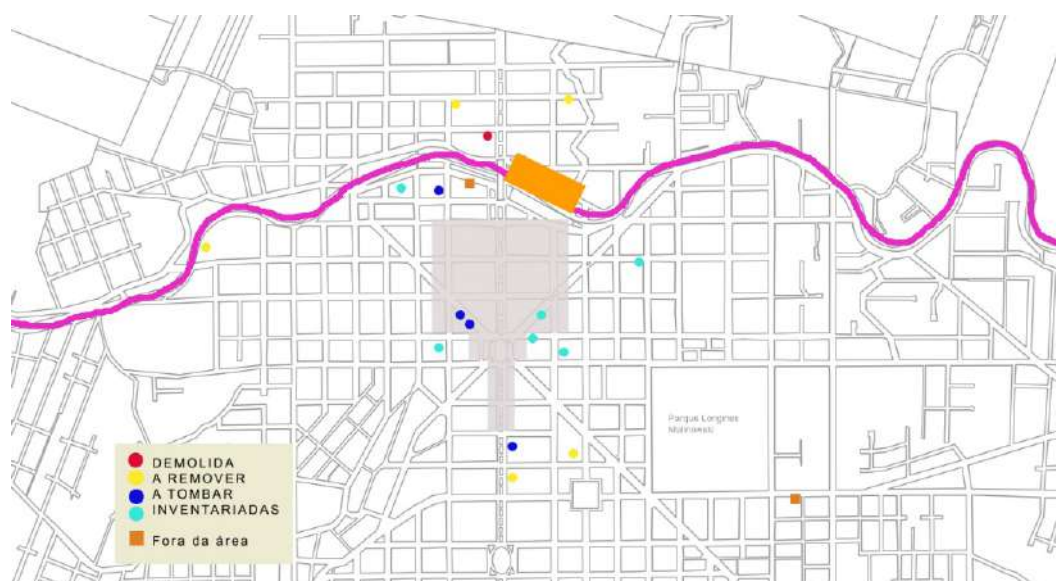 Parque Longines
Malinowski
DEMOLIDA
A REMOVER
A TOMBAR
INVENTARIADAS
Fora da área